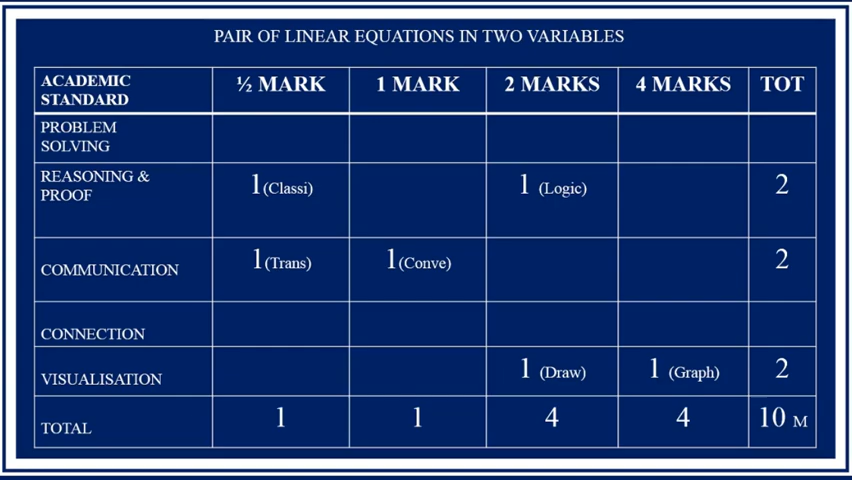 PAIR OF LINEAR EQUATIONS IN TWO VARIABLES
ACADEMIC STANDARD ½ MARK 1 MARK 2 MARKS 4 MARKS TOT
PROBLEM SOLVING
REASONING & PROOF 1(Classi) 1 (Logic) 2
COMMUNICATION 1(Trans) 1(Conve) 2
CONNECTION
VISUALISATION 1 (Draw) 1 (Graph) 2
TOTAL 1 1 4 4 10 M